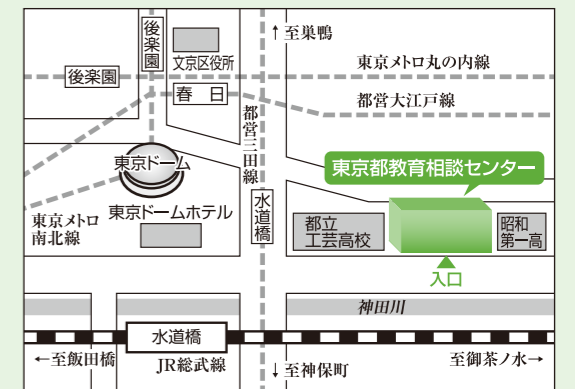 後楽園
文京区役所
↑至巣鴨
東京メトロ丸の内線
後楽園
春 日
都営大江戸線
都営三田線
東京ドーム
東京都教育相談センター
東京ドームホテル
東京メトロ
南北線
水道橋
都立
工芸高校
昭和
第一高
入口
神田川
水道橋
←至飯田橋
JR総武線
↓至神保町
至御茶ノ水→